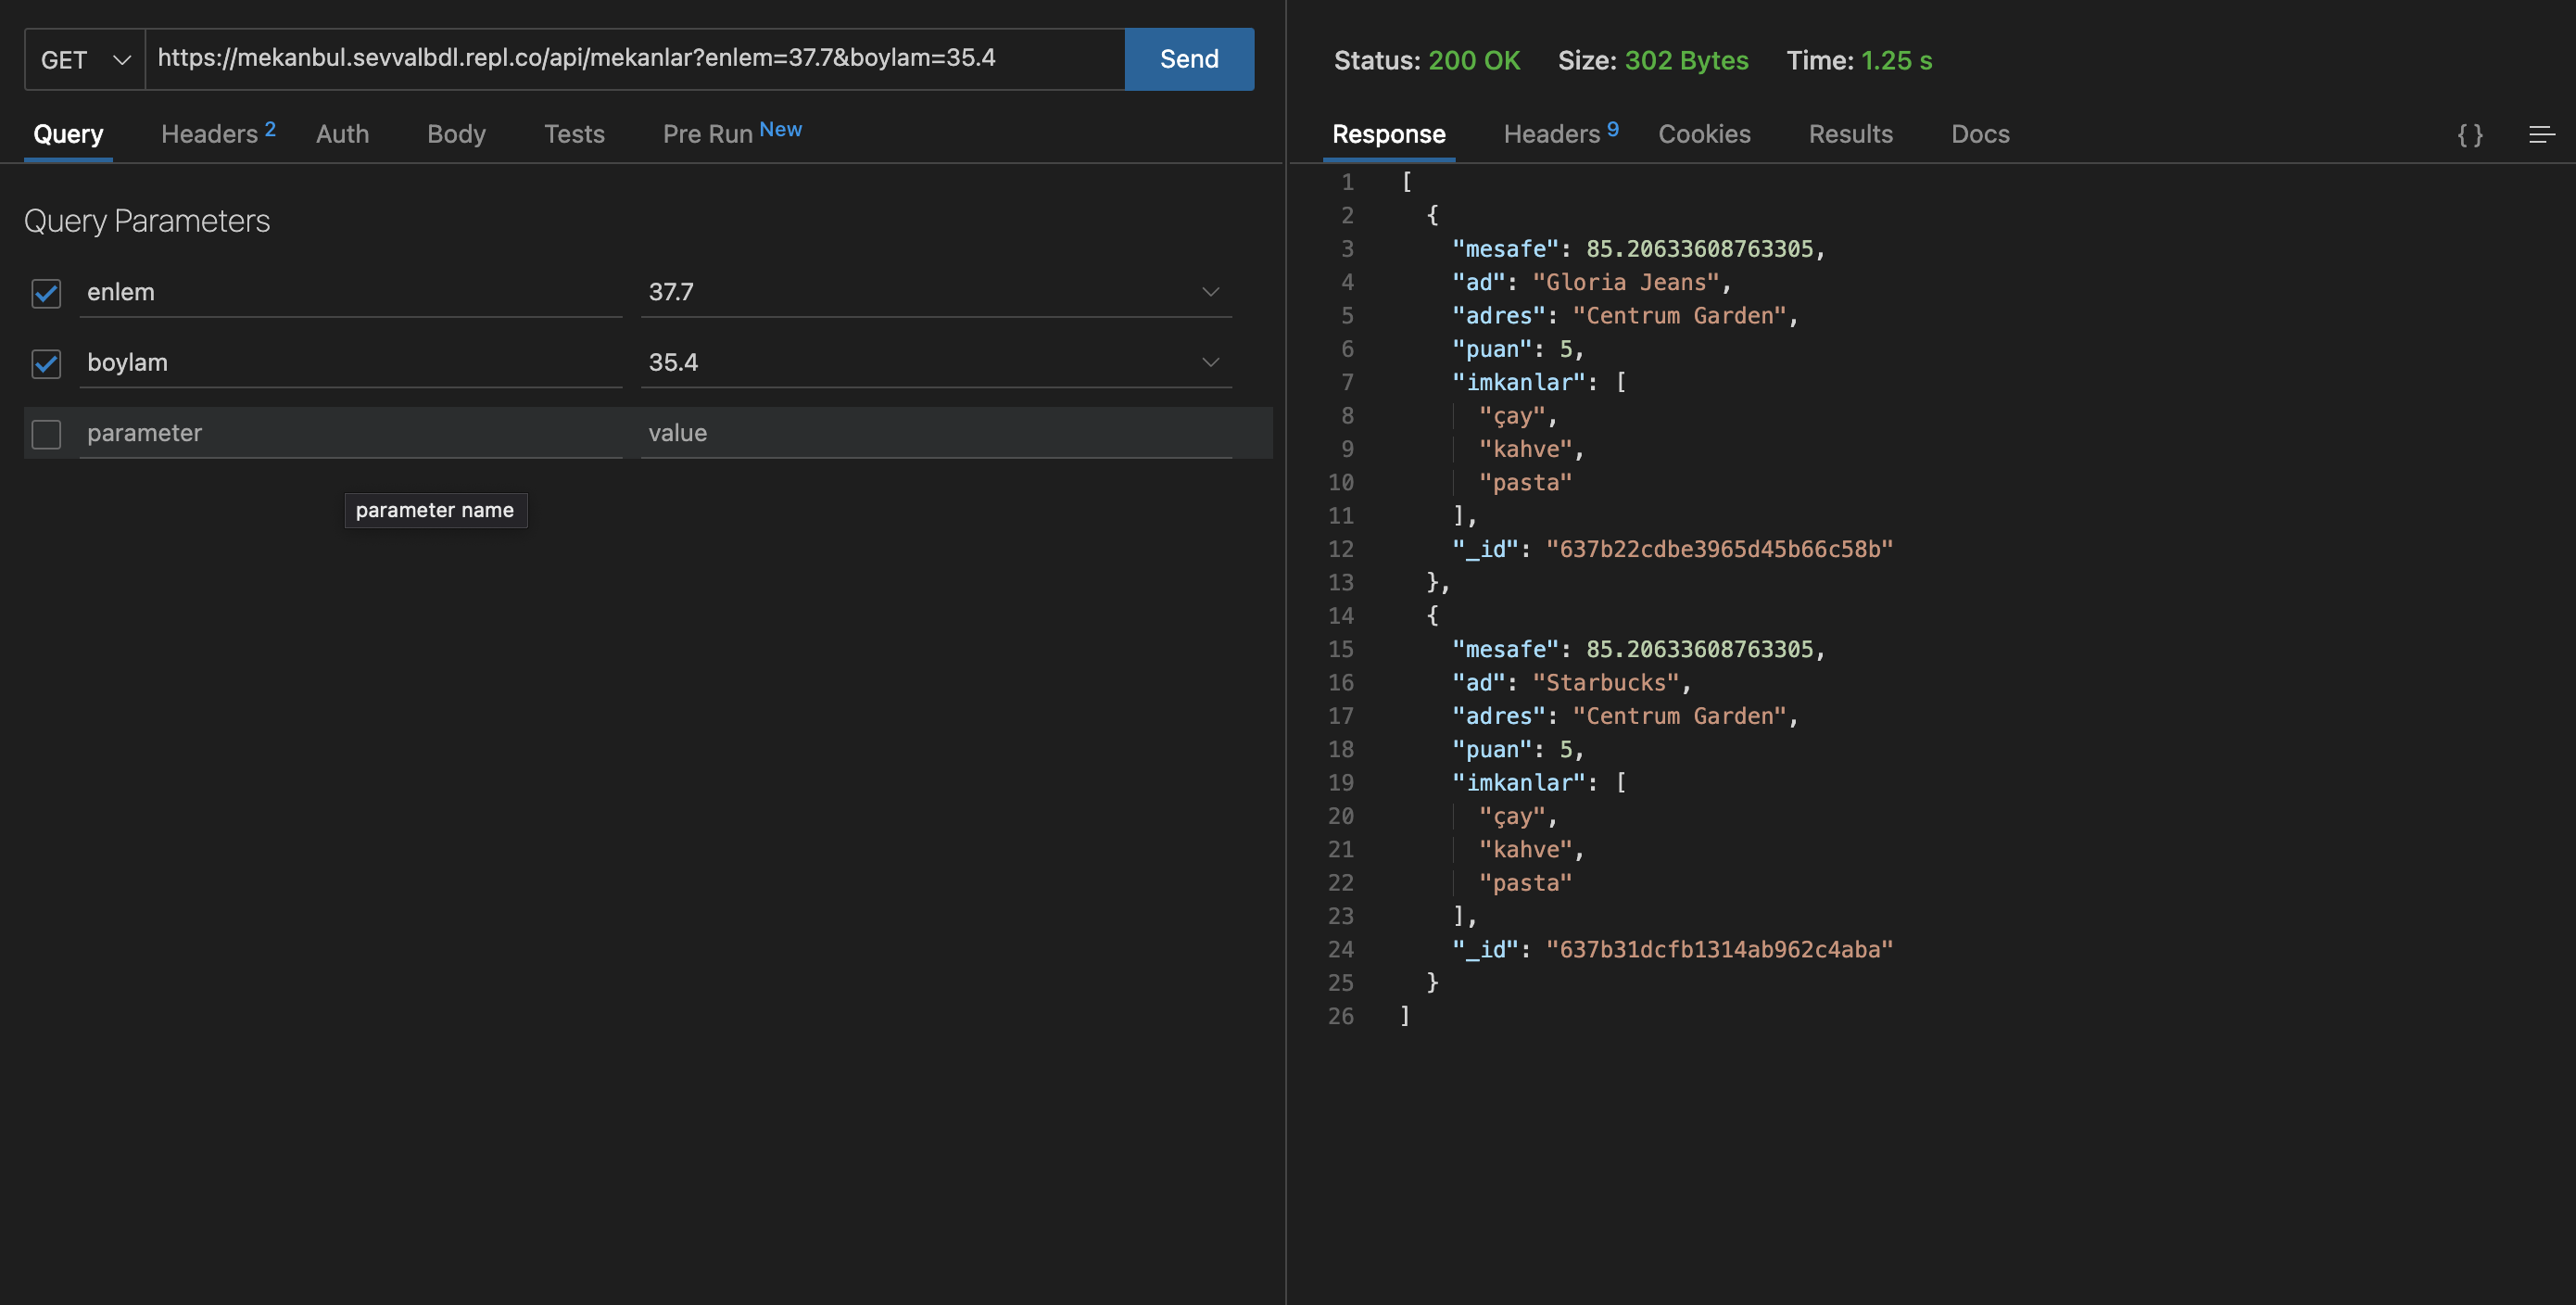 GET
https://mekanbul.sevvalbdl.repl.co/api/mekanlar?enlem=37.7&boylam=35.4
Send
Query
Headers 2
Auth
Body
Tests
Pre Run New
Query Parameters
enlem 37.7
boylam 35.4
parameter value
parameter name
Status: 200 OK Size: 302 Bytes Time: 1.25 s
Response
Headers 9
Cookies
Results
Docs
{ }
1 [
2 {
3 "mesafe": 85.20633608763305,
4 "ad": "Gloria Jeans",
5 "adres": "Centrum Garden",
6 "puan": 5,
7 "imkanlar": [
8 "çay",
9 "kahve",
10 "pasta"
11 ],
12 "_id": "637b22cdbe3965d45b66c58b"
13 },
14 {
15 "mesafe": 85.20633608763305,
16 "ad": "Starbucks",
17 "adres": "Centrum Garden",
18 "puan": 5,
19 "imkanlar": [
20 "çay",
21 "kahve",
22 "pasta"
23 ],
24 "_id": "637b31dcfb1314ab962c4aba"
25 }
26 ]